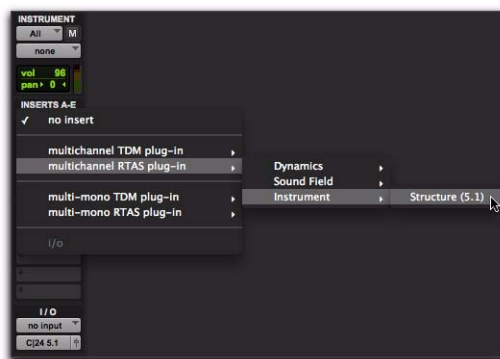 INSTRUMENT
All M
none
vol 96
pan 0
INSERTS A-E
✓ no insert
multichannel TDM plug-in
multichannel RTAS plug-in
multi-mono TDM plug-in
multi-mono RTAS plug-in
i/o
Dynamics
Sound Field
Instrument
Structure (5.1)
I/O
no input
C|24 5.1